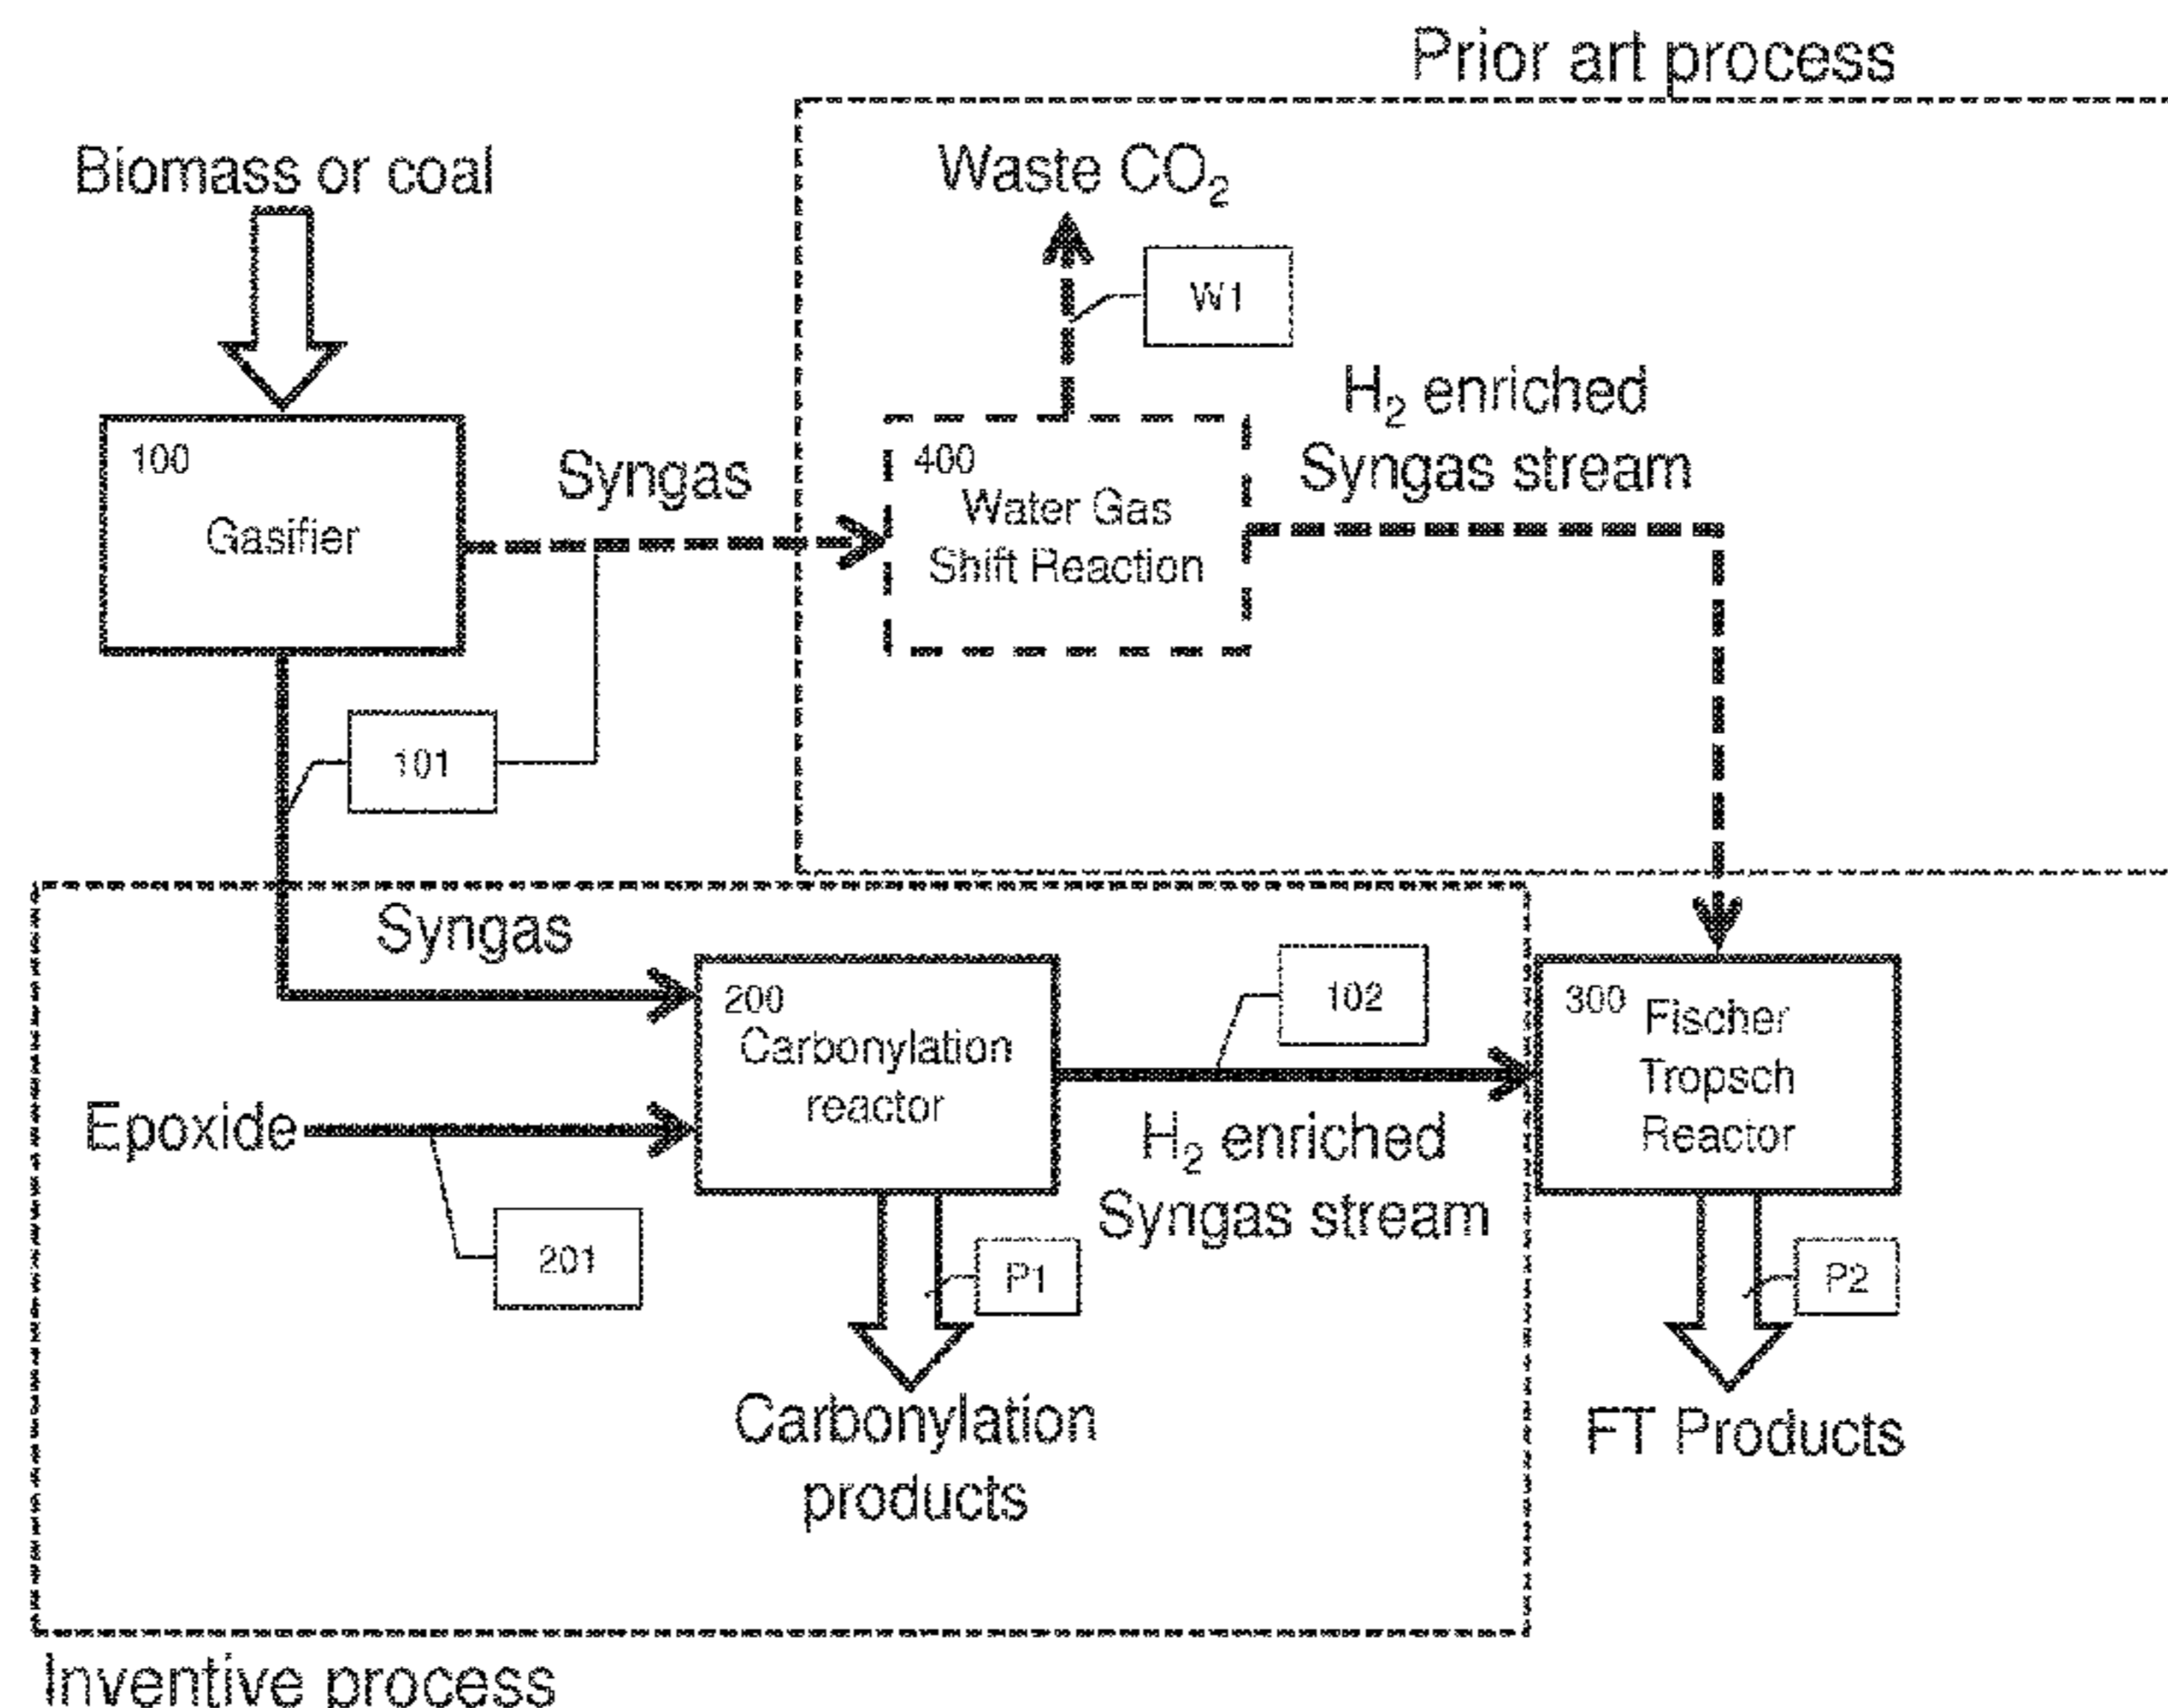 Prior art process
Biomass or coal
Waste CO₂
W1
H₂ enriched
Syngas stream
100
Gasifier
Syngas
400
Water Gas
Shift Reaction
101
Syngas
200
Carbonylation
reactor
102
300
Fischer
Tropsch
Reactor
Epoxide
H₂ enriched
Syngas stream
201
P1
P2
Carbonylation
products
FT Products
Inventive process